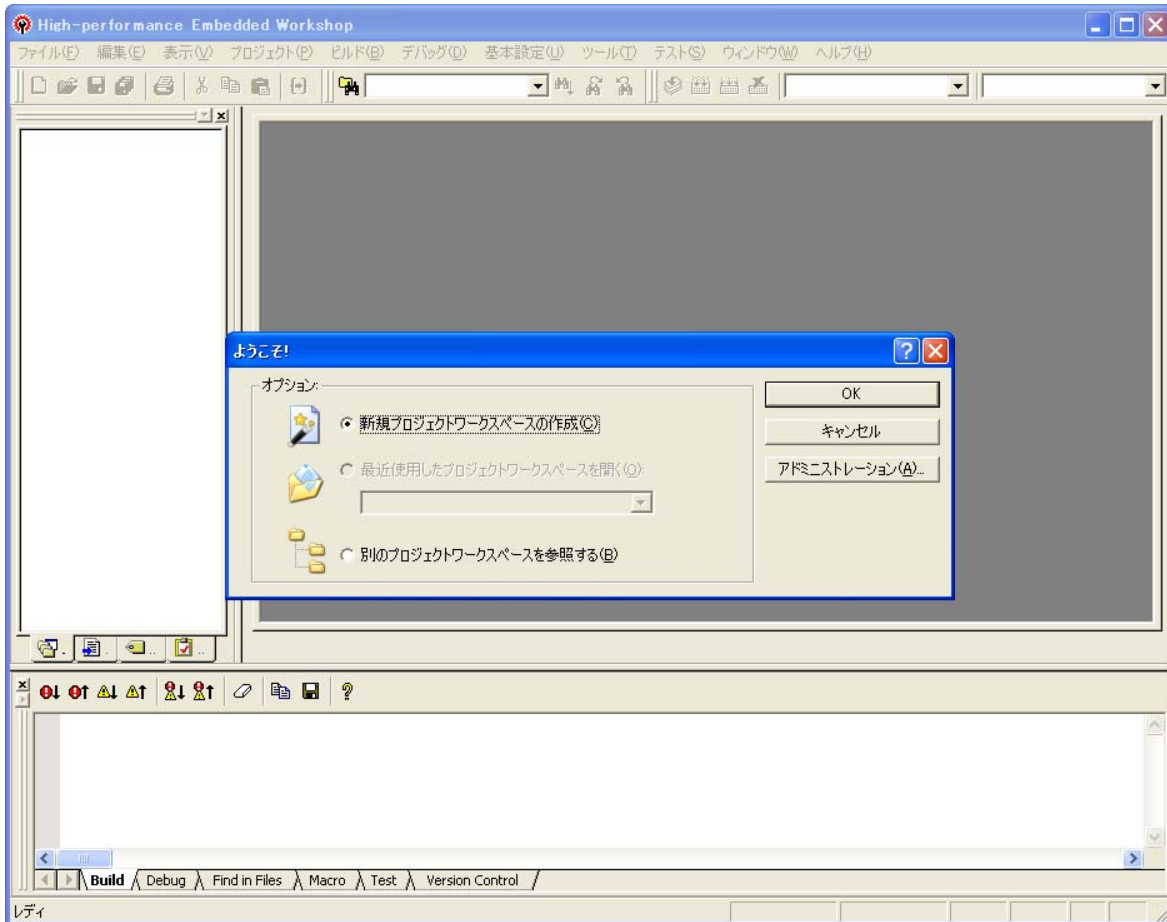 High-performance Embedded Workshop
ファイル(F) 編集(E) 表示(V) プロジェクト(P) ビルド(B) デバッグ(D) 基本設定(U) ツール(T) テスト(S) ウィンドウ(W) ヘルプ(H)
ようこそ!
オプション:
新規プロジェクトワークスペースの作成(C)
最近使用したプロジェクトワークスペースを開く(O):
別のプロジェクトワークスペースを参照する(B)
OK
キャンセル
アドミニストレーション(A)...
Build Debug Find in Files Macro Test Version Control
レディ